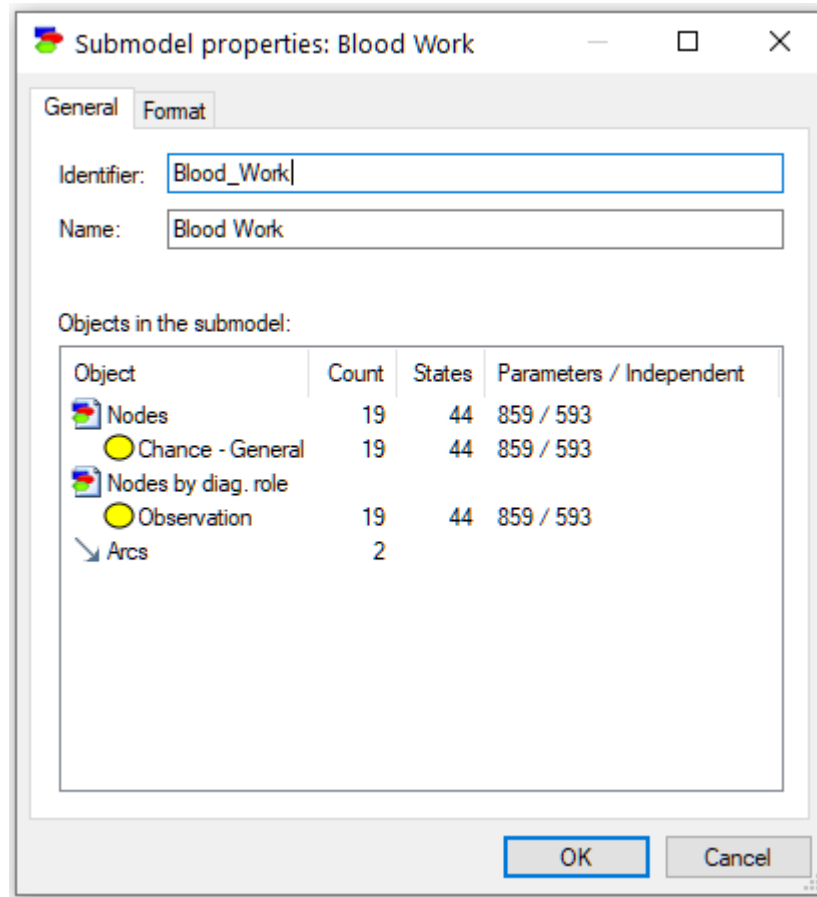 Submodel properties: Blood Work
General Format
Identifier: Blood_Work
Name: Blood Work
Objects in the submodel:
Object Count States Parameters / Independent
Nodes 19 44 859 / 593
Chance - General 19 44 859 / 593
Nodes by diag. role
Observation 19 44 859 / 593
Arcs 2
OK Cancel